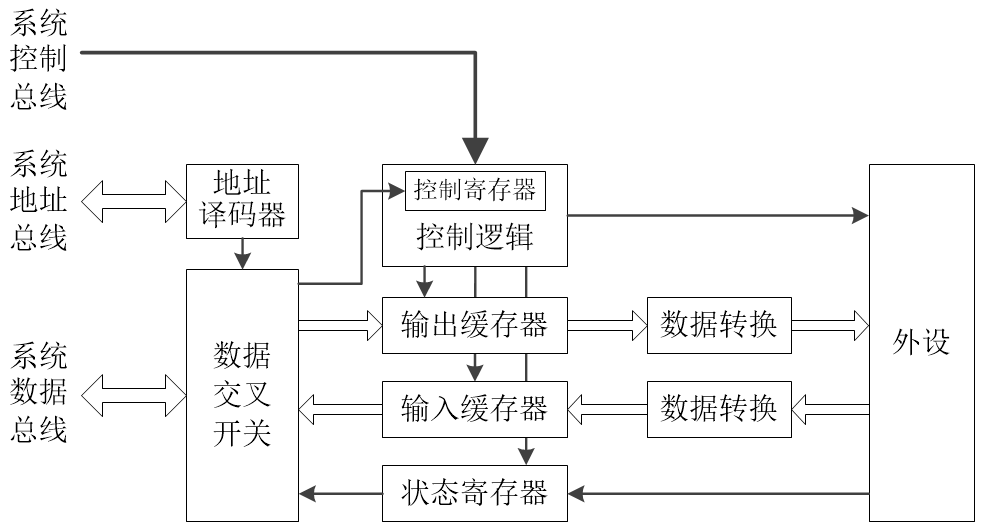 系统
控制
总线
系统
地址
总线
地址
译码器
控制寄存器
控制逻辑
输出缓存器
数据转换
外设
系统
数据
总线
数据
交叉
开关
输入缓存器
数据转换
状态寄存器